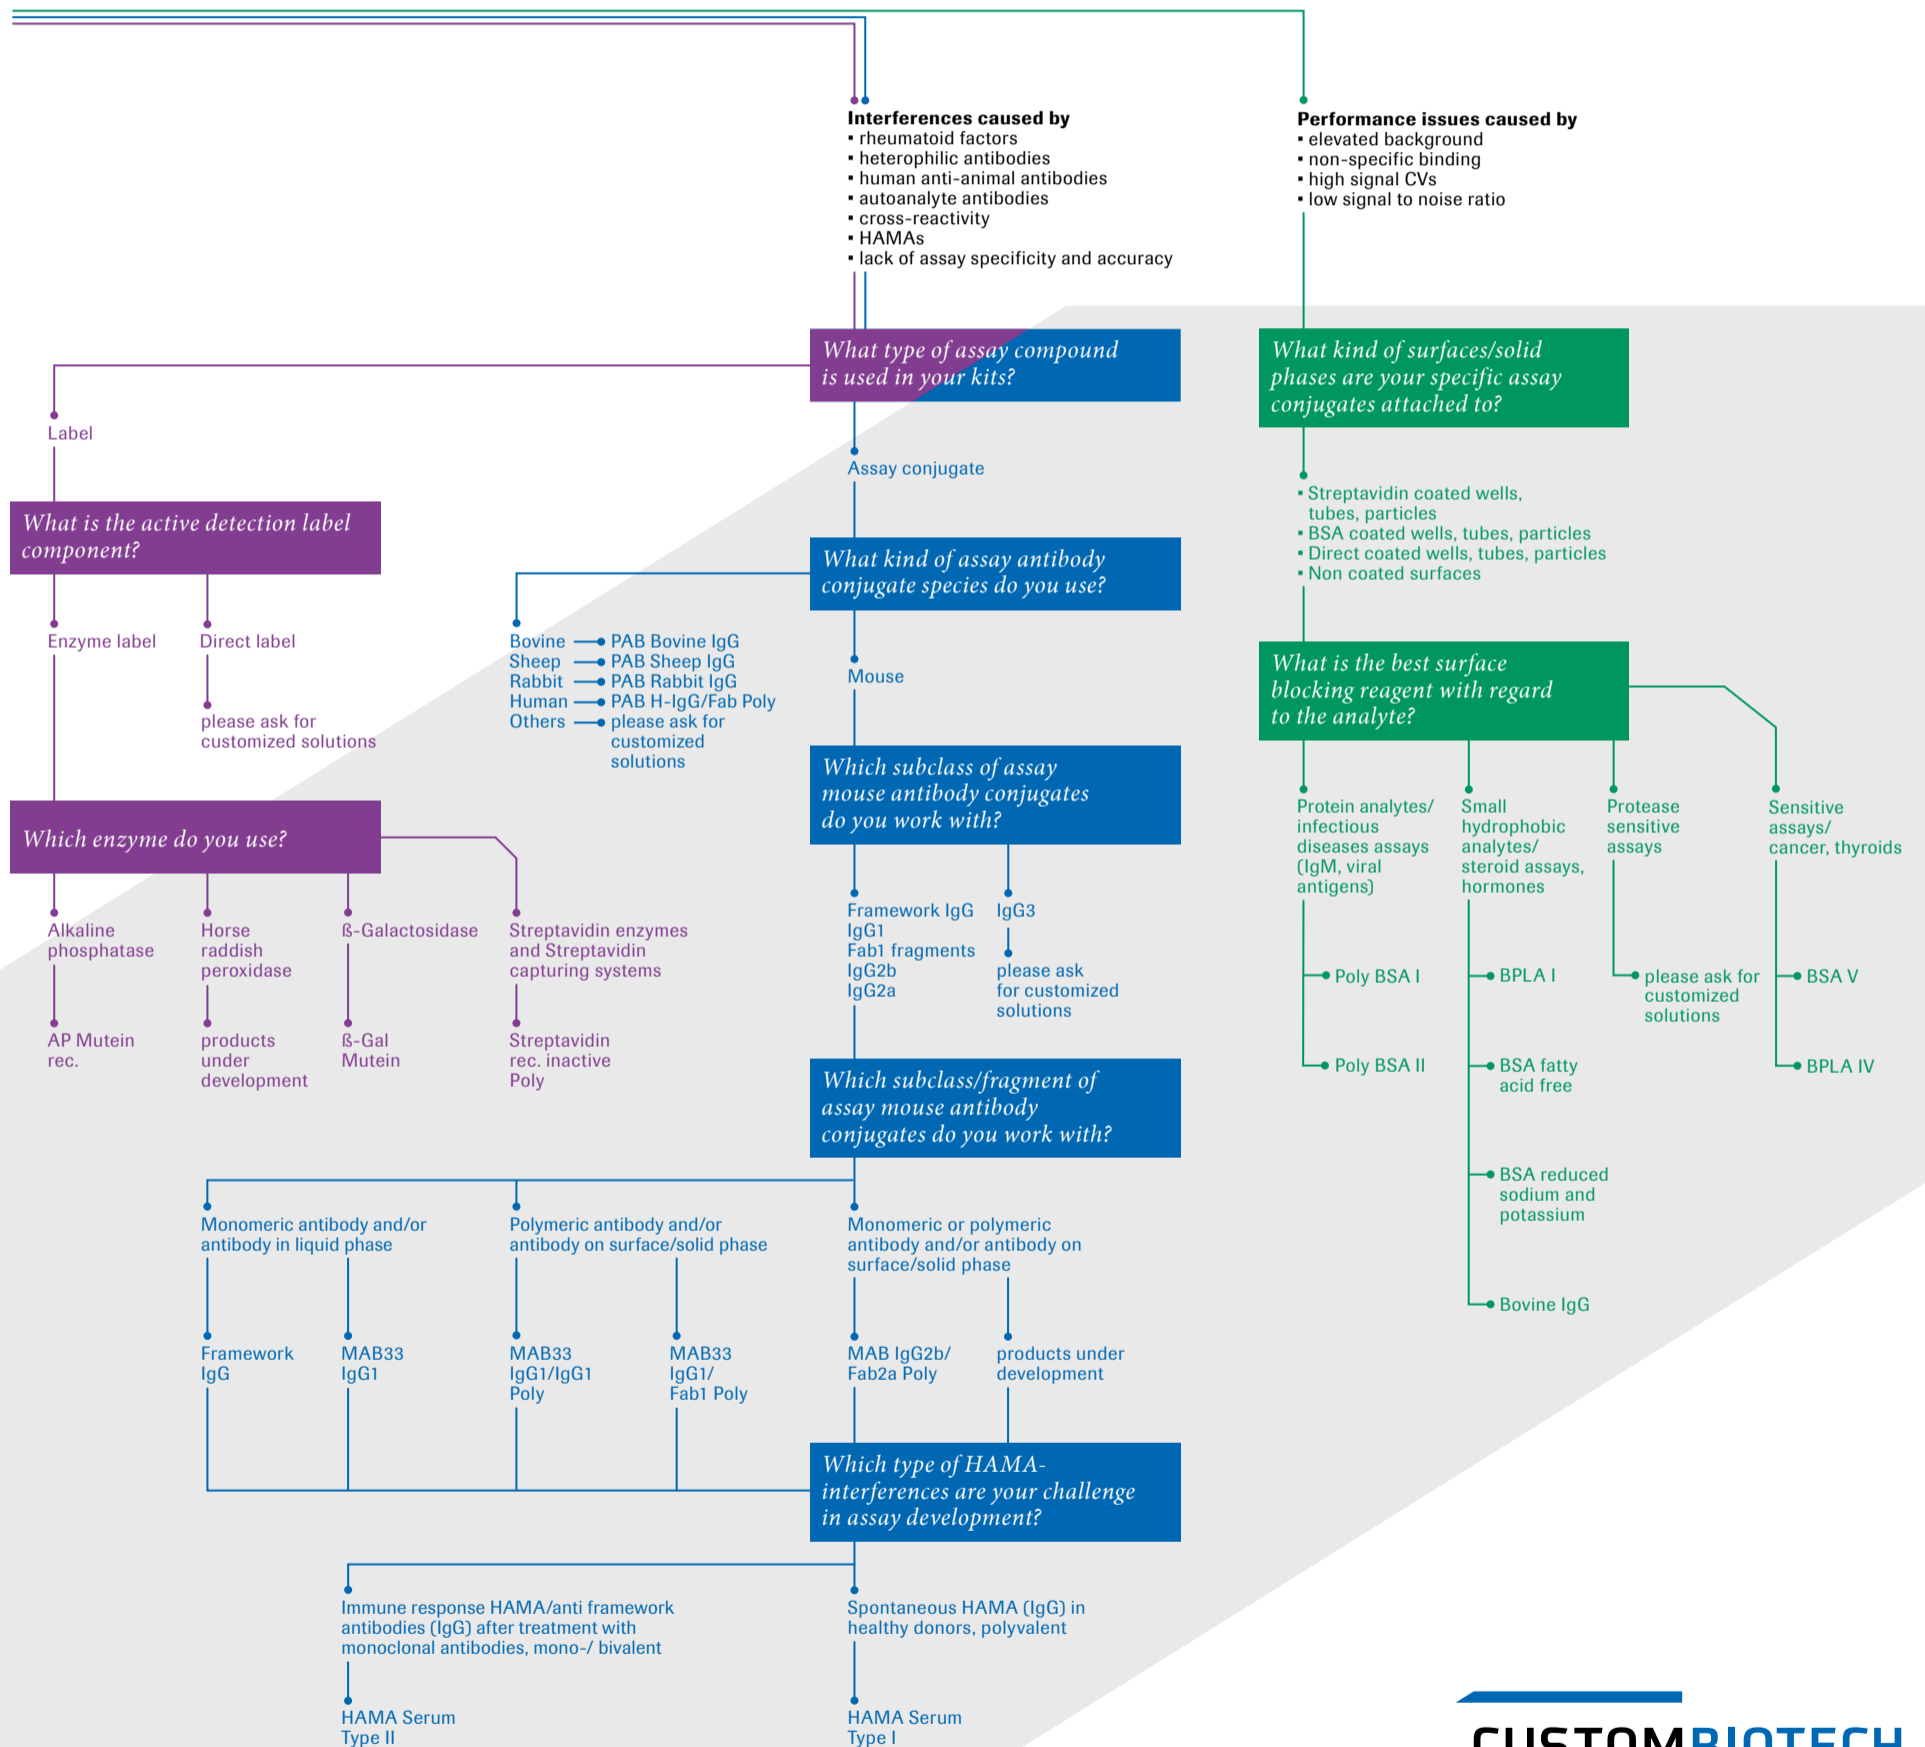 Interferences caused by
▪ rheumatoid factors
▪ heterophilic antibodies
▪ human anti-animal antibodies
▪ autoanalyte antibodies
▪ cross-reactivity
▪ HAMAs
▪ lack of assay specificity and accuracy
Performance issues caused by
▪ elevated background
▪ non-specific binding
▪ high signal CVs
▪ low signal to noise ratio
What type of assay compound
is used in your kits?
What kind of surfaces/solid
phases are your specific assay
conjugates attached to?
Label
Assay conjugate
▪ Streptavidin coated wells,
tubes, particles
▪ BSA coated wells, tubes, particles
▪ Direct coated wells, tubes, particles
▪ Non coated surfaces
What is the active detection label
component?
What kind of assay antibody
conjugate species do you use?
Enzyme label
Direct label
please ask for
customized solutions
Bovine PAB Bovine IgG
Sheep PAB Sheep IgG
Rabbit PAB Rabbit IgG
Human PAB H-IgG/Fab Poly
Others please ask for
customized
solutions
Mouse
What is the best surface
blocking reagent with regard
to the analyte?
Which subclass of assay
mouse antibody conjugates
do you work with?
Which enzyme do you use?
Protein analytes/
infectious
diseases assays
(IgM, viral
antigens)
Small
hydrophobic
analytes/
steroid assays,
hormones
Protease
sensitive
assays
Sensitive
assays/
cancer, thyroids
Alkaline
phosphatase
Horse
raddish
peroxidase
ß-Galactosidase
Streptavidin enzymes
and Streptavidin
capturing systems
Framework IgG
IgG1
Fab1 fragments
IgG2b
IgG2a
IgG3
please ask
for customized
solutions
Poly BSA I
Poly BSA II
BPLA I
BSA fatty
acid free
BSA reduced
sodium and
potassium
Bovine IgG
please ask for
customized
solutions
BSA V
BPLA IV
AP Mutein
rec.
products
under
development
ß-Gal
Mutein
Streptavidin
rec. inactive
Poly
Which subclass/fragment of
assay mouse antibody
conjugates do you work with?
Monomeric antibody and/or
antibody in liquid phase
Polymeric antibody and/or
antibody on surface/solid phase
Monomeric or polymeric
antibody and/or antibody on
surface/solid phase
Framework
IgG
MAB33
IgG1
MAB33
IgG1/IgG1
Poly
MAB33
IgG1/
Fab1 Poly
MAB IgG2b/
Fab2a Poly
products under
development
Which type of HAMA-
interferences are your challenge
in assay development?
Immune response HAMA/anti framework
antibodies (IgG) after treatment with
monoclonal antibodies, mono-/ bivalent
Spontaneous HAMA (IgG) in
healthy donors, polyvalent
HAMA Serum
Type II
HAMA Serum
Type I
CUSTOMBIOTECH